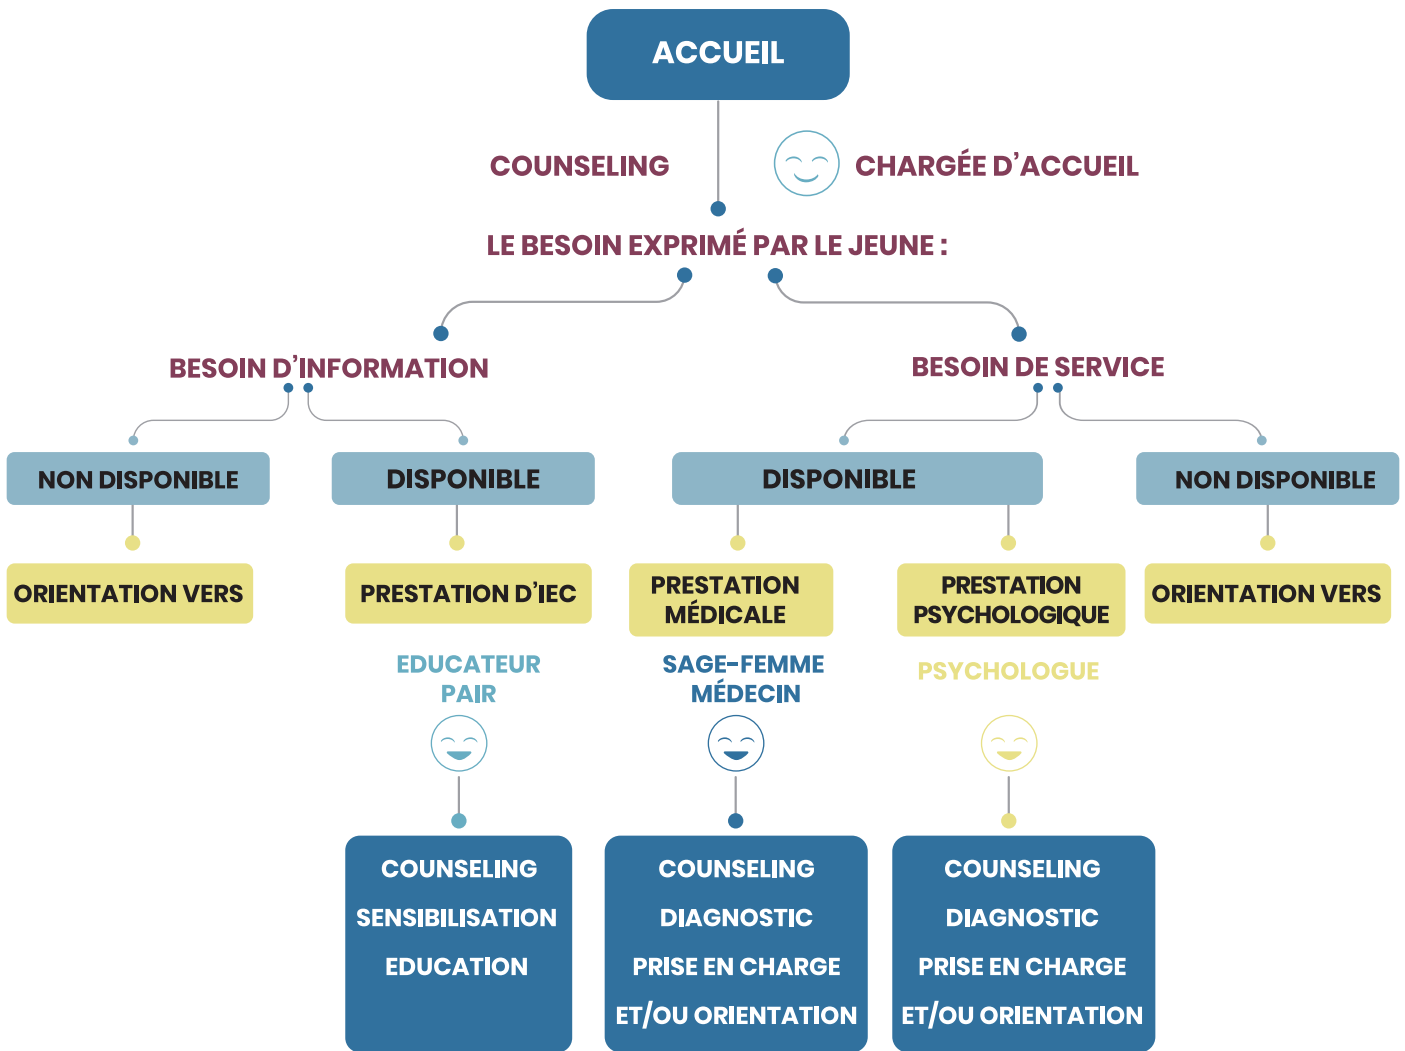 ACCUEIL
COUNSELING
CHARGÉE D’ACCUEIL
LE BESOIN EXPRIMÉ PAR LE JEUNE :
BESOIN D’INFORMATION
BESOIN DE SERVICE
NON DISPONIBLE
DISPONIBLE
DISPONIBLE
NON DISPONIBLE
ORIENTATION VERS
PRESTATION D’IEC
PRESTATION
MÉDICALE
PRESTATION
PSYCHOLOGIQUE
ORIENTATION VERS
EDUCATEUR
PAIR
SAGE-FEMME
MÉDECIN
PSYCHOLOGUE
COUNSELING
SENSIBILISATION
EDUCATION
COUNSELING
DIAGNOSTIC
PRISE EN CHARGE
ET/OU ORIENTATION
COUNSELING
DIAGNOSTIC
PRISE EN CHARGE
ET/OU ORIENTATION